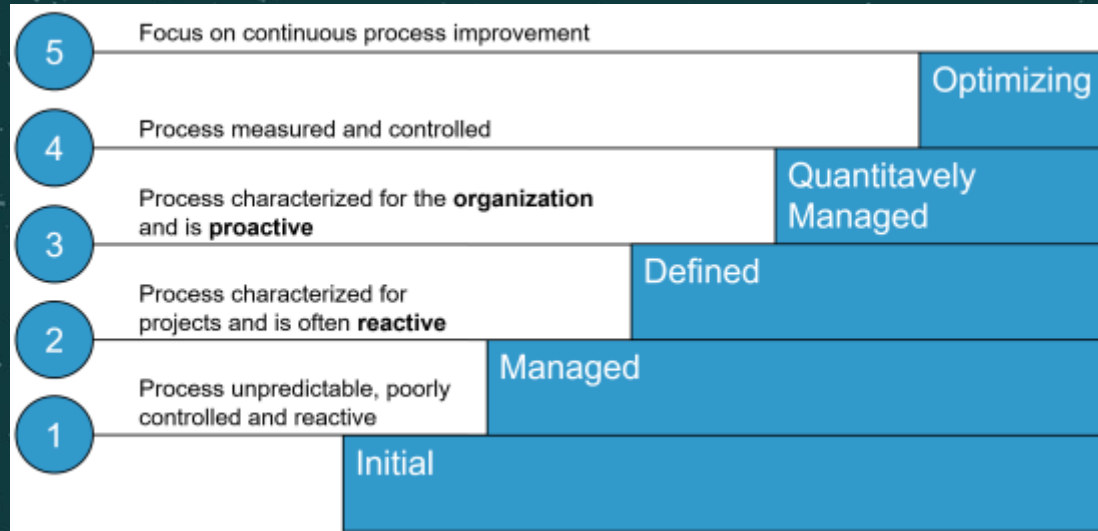 5
Focus on continuous process improvement
Optimizing
4
Process measured and controlled
Quantitavely
Managed
3
Process characterized for the organization
and is proactive
Defined
2
Process characterized for
projects and is often reactive
Managed
1
Process unpredictable, poorly
controlled and reactive
Initial